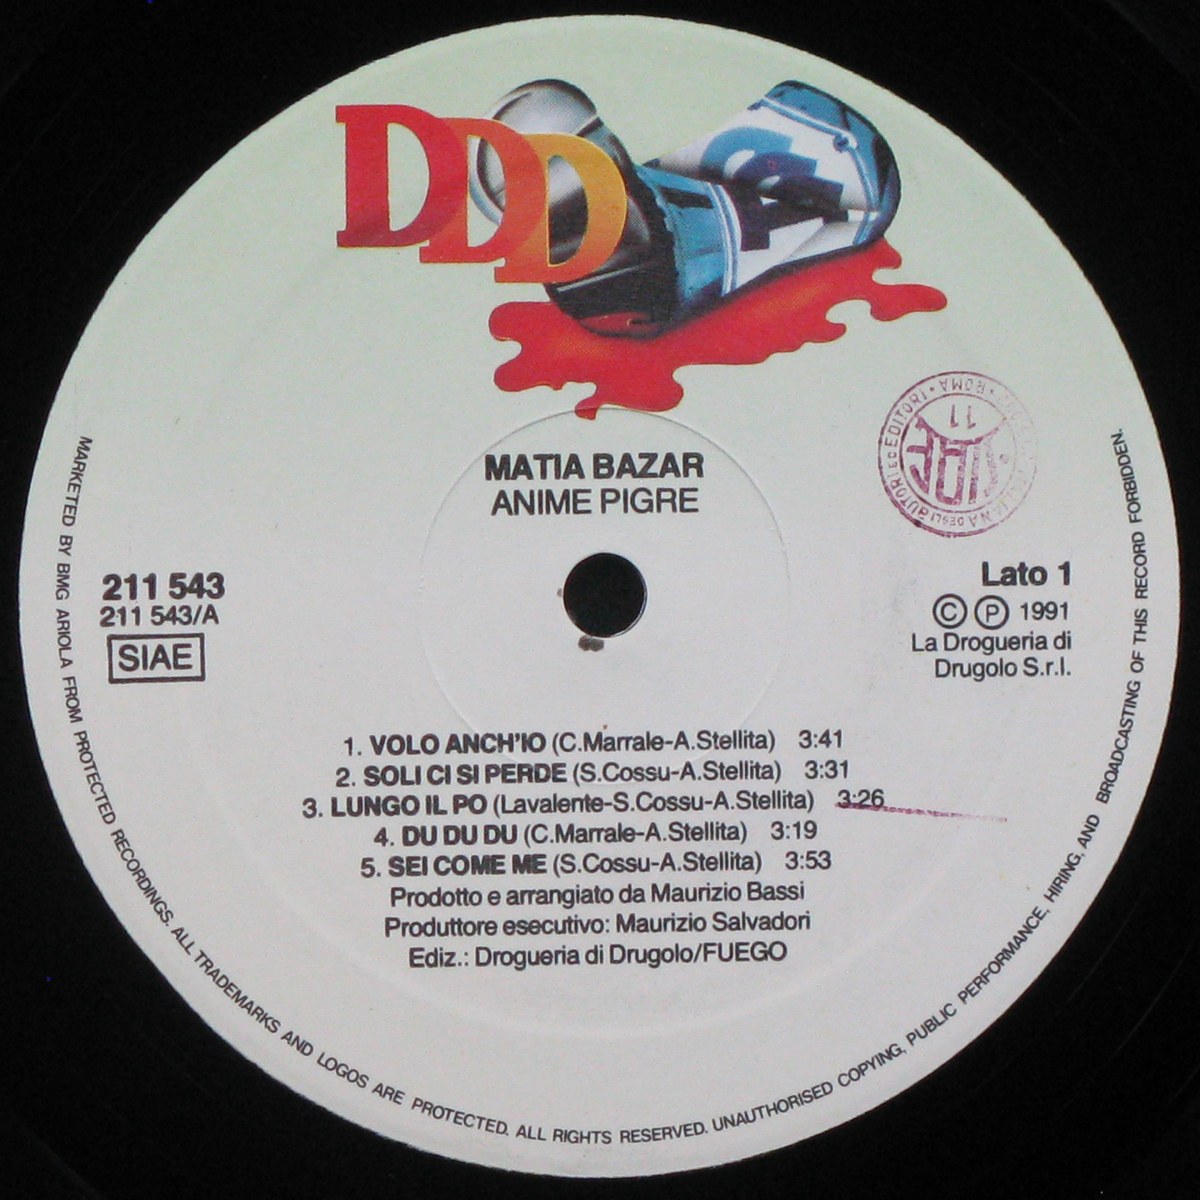 DDD
MATIA BAZAR
ANIME PIGRE
EDITORI • ROMA •
11
211 543
211 543/A
SIAE
Lato 1
© ℗ 1991
La Drogueria di
Drugolo S.r.l.
1. VOLO ANCH'IO (C.Marrale-A.Stellita) 3:41
2. SOLI CI SI PERDE (S.Cossu-A.Stellita) 3:31
3. LUNGO IL PO (Lavalente-S.Cossu-A.Stellita) 3:26
4. DU DU DU (C.Marrale-A.Stellita) 3:19
5. SEI COME ME (S.Cossu-A.Stellita) 3:53
Prodotto e arrangiato da Maurizio Bassi
Produttore esecutivo: Maurizio Salvadori
Ediz.: Drogueria di Drugolo/FUEGO
MARKETED BY BMG ARIOLA FROM PROTECTED RECORDINGS. ALL TRADEMARKS AND LOGOS ARE PROTECTED. ALL RIGHTS RESERVED. UNAUTHORISED COPYING, PUBLIC PERFORMANCE, HIRING, AND BROADCASTING OF THIS RECORD FORBIDDEN.